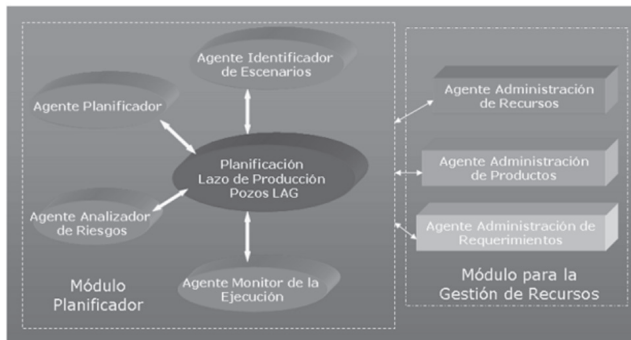 Agente Identificador
de Escenarios
Agente Planificador
Planificación
Lazo de Producción
Pozos LAG
Agente Analizador
de Riesgos
Agente Monitor de la
Ejecución
Módulo
Planificador
Agente Administración
de Recursos
Agente Administración
de Productos
Agente Administración de
Requerimientos
Módulo para la
Gestión de Recursos